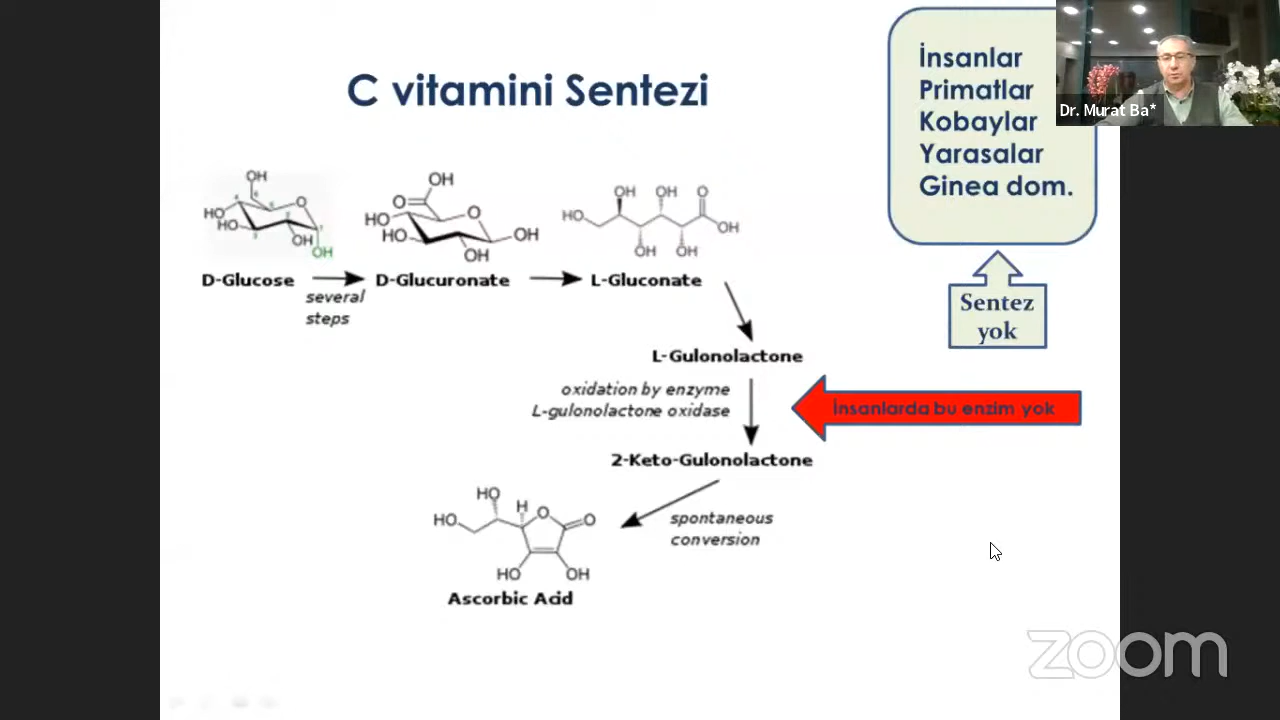 C vitamini Sentezi
İnsanlar
Primatlar
Kobaylar
Yarasalar
Ginea dom.
Dr. Murat Ba*
Sentez
yok
OH
HO
HO
O
OH
OH
D-Glucose
several
steps
OH
O
HO
HO
O
OH
OH
D-Glucuronate
OH
OH
O
HO
OH
OH
OH
L-Gluconate
L-Gulonolactone
oxidation by enzyme
L-gulonolactone oxidase
İnsanlarda bu enzim yok
2-Keto-Gulonolactone
spontaneous
conversion
HO
H
O
HO
O
HO
OH
Ascorbic Acid
zoom